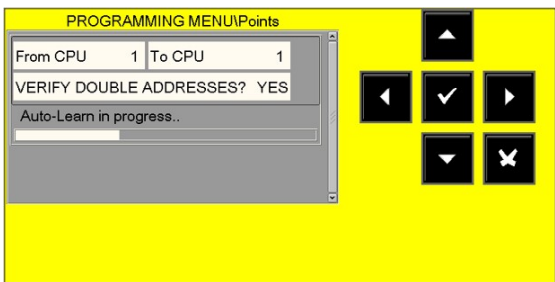 PROGRAMMING MENU\Points
From CPU 1 To CPU 1
VERIFY DOUBLE ADDRESSES? YES
Auto-Learn in progress..